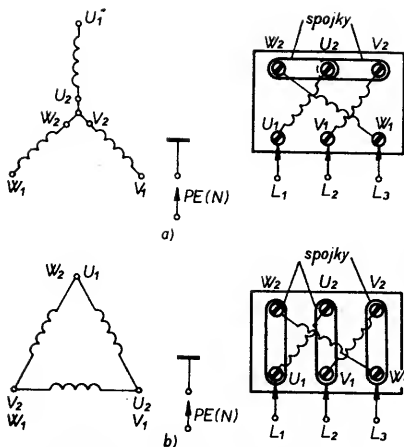 U1
U2
W2 V2
W1 V1
PE(N)
a)
spojky
W2 U2 V2
U1 V1 W1
L1 L2 L3
W2 U1
V2 U2
W1 V1
PE(N)
b)
spojky
W2 U2 V2
U1 V1 W
L1 L2 L3